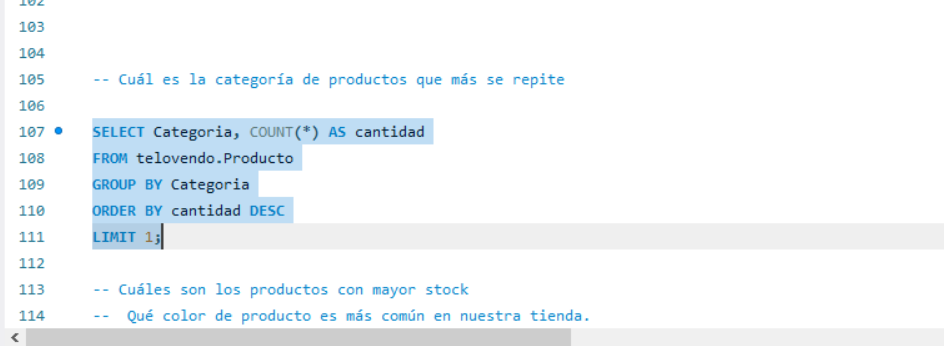 102
103
104
105 -- Cuál es la categoría de productos que más se repite
106
107 SELECT Categoria, COUNT(*) AS cantidad
108 FROM telovendo.Producto
109 GROUP BY Categoria
110 ORDER BY cantidad DESC
111 LIMIT 1;
112
113 -- Cuáles son los productos con mayor stock
114 --  Qué color de producto es más común en nuestra tienda.